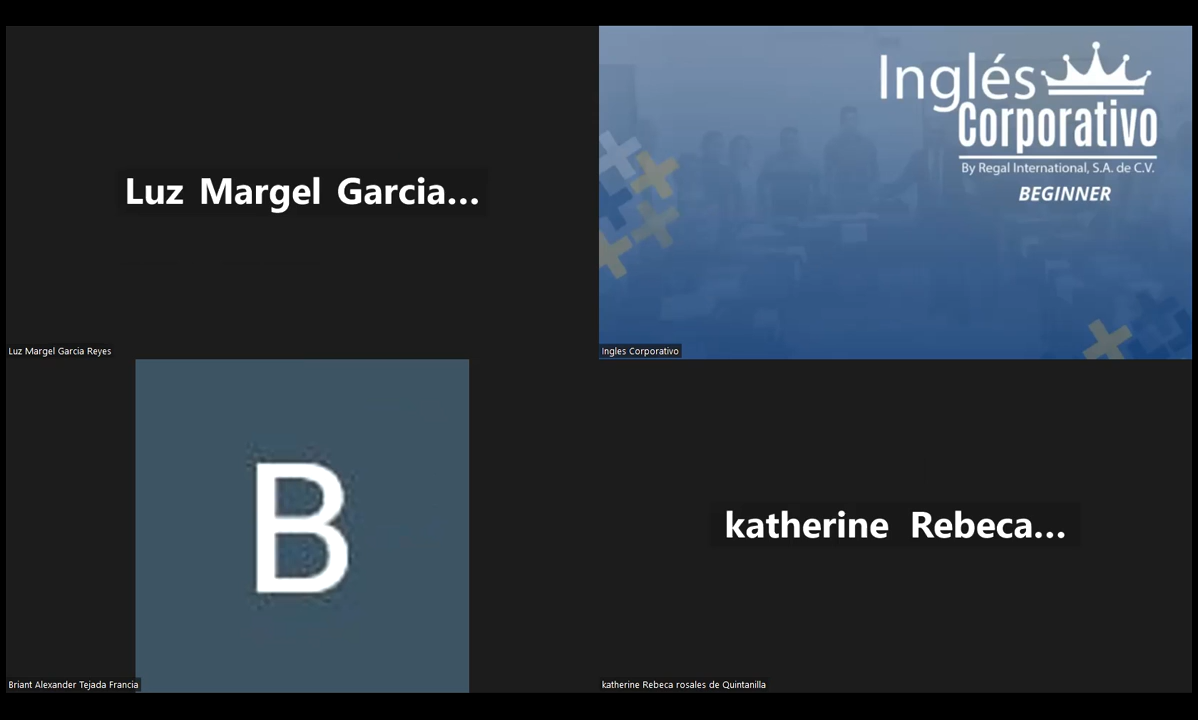 Luz Margel Garcia...
Luz Margel Garcia Reyes
Inglés
Corporativo
By Regal International, S.A. de C.V.
BEGINNER
Ingles Corporativo
B
Briant Alexander Tejada Francia
katherine Rebeca...
katherine Rebeca rosales de Quintanilla